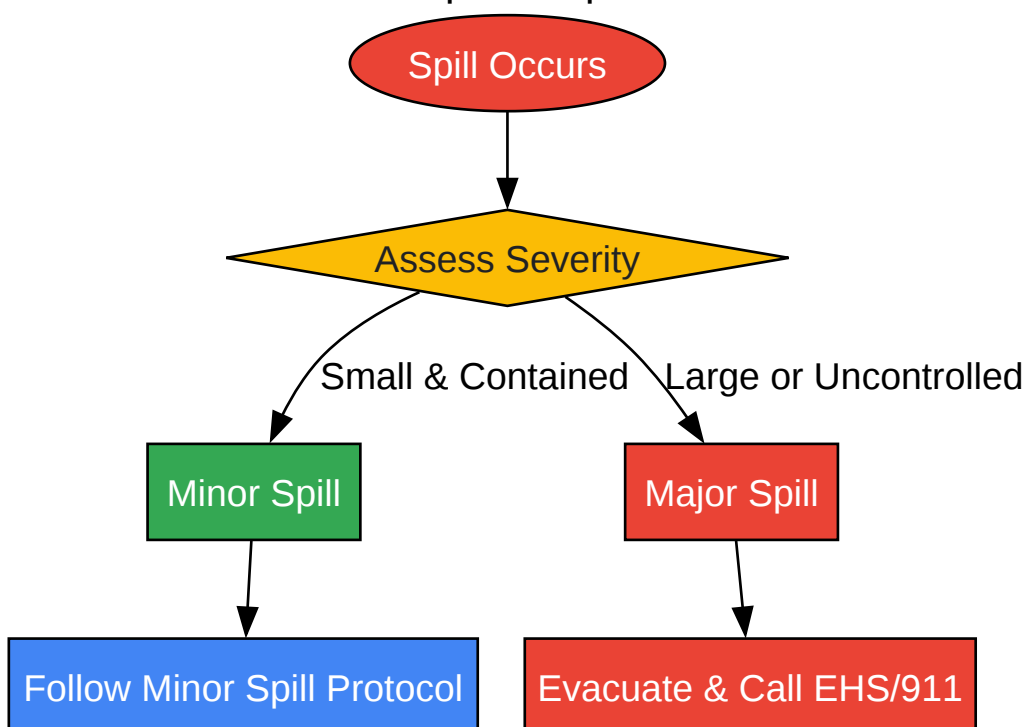 Spill Occurs
Assess Severity
Small & Contained
Large or Uncontrolled
Minor Spill
Major Spill
Follow Minor Spill Protocol
Evacuate & Call EHS/911